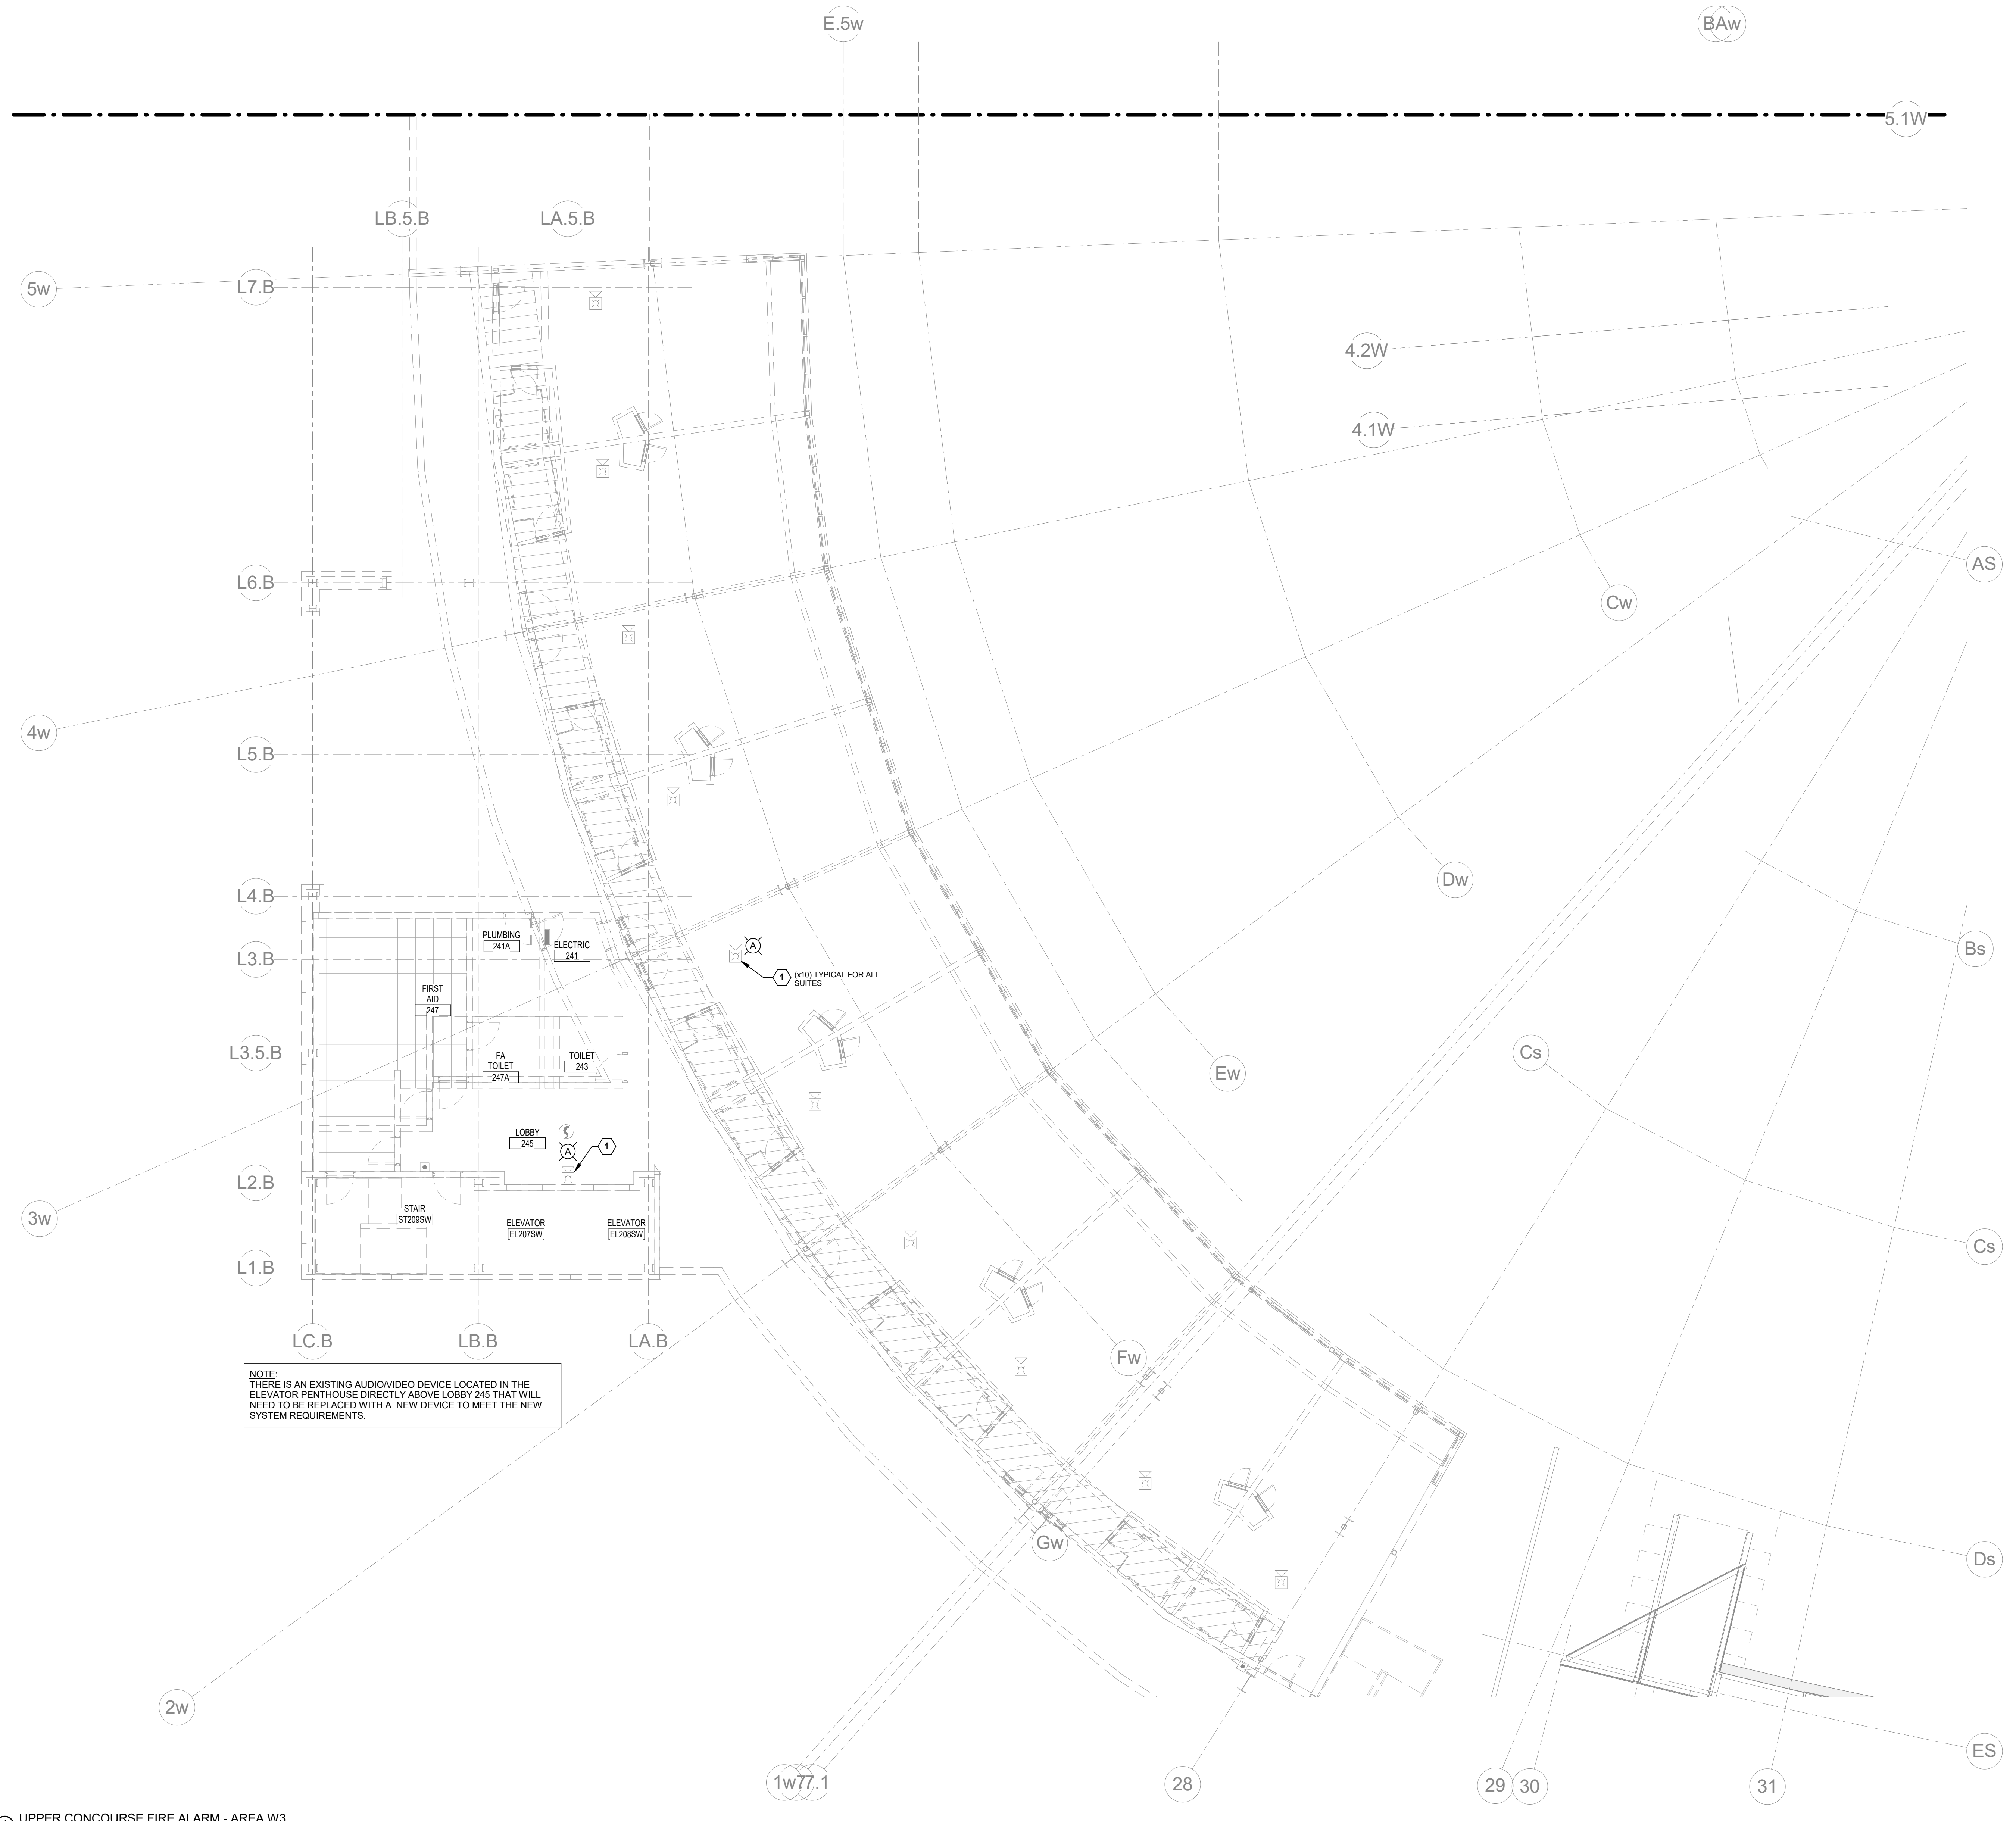 E.5w
BAw
5.1W
LB.5.B
LA.5.B
5w
L7.B
4.2W
4.1W
L6.B
AS
Cw
4w
L5.B
Dw
L4.B
PLUMBING
241A
ELECTRIC
241
A
Bs
L3.B
1
(x10) TYPICAL FOR ALL
SUITES
FIRST
AID
247
L3.5.B
FA
TOILET
247A
TOILET
243
Cs
Ew
LOBBY
245
A
1
L2.B
3w
STAIR
ST209SW
ELEVATOR
EL207SW
ELEVATOR
EL208SW
Cs
L1.B
LC.B
LB.B
LA.B
Fw
NOTE:
THERE IS AN EXISTING AUDIO/VIDEO DEVICE LOCATED IN THE
ELEVATOR PENTHOUSE DIRECTLY ABOVE LOBBY 245 THAT WILL
NEED TO BE REPLACED WITH A NEW DEVICE TO MEET THE NEW
SYSTEM REQUIREMENTS.
Gw
Ds
2w
ES
1w77.1
28
29
30
31
UPPER CONCOURSE FIRE ALARM - AREA W3